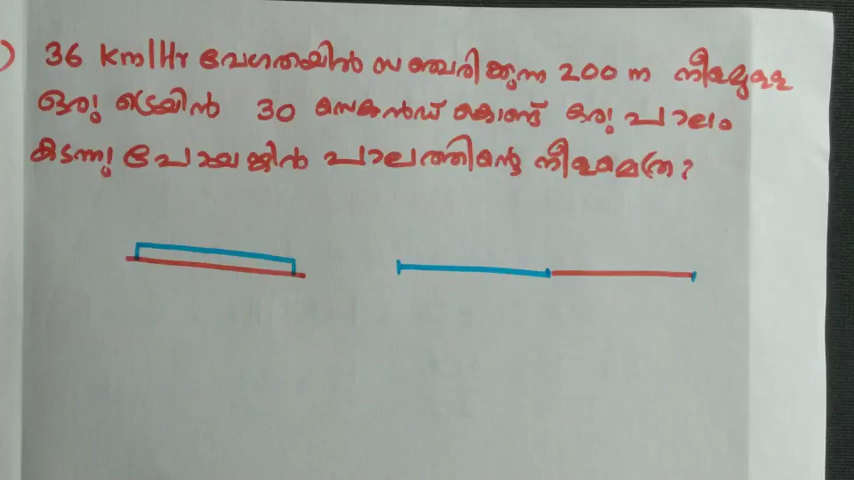 ) 36 Km/Hr വേഗതയിൽ സഞ്ചരിക്കുന്ന 200 m നീളമുള്ള
ഒരു ട്രെയിൻ 30 സെക്കൻഡ് കൊണ്ട് ഒരു പാലം
കടന്നു പോയെങ്കിൽ പാലത്തിന്റെ നീളമെത്ര?